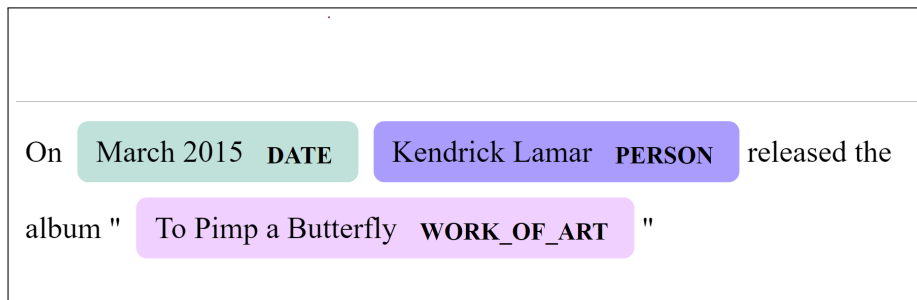 On March 2015 DATE Kendrick Lamar PERSON released the
album " To Pimp a Butterfly WORK_OF_ART "